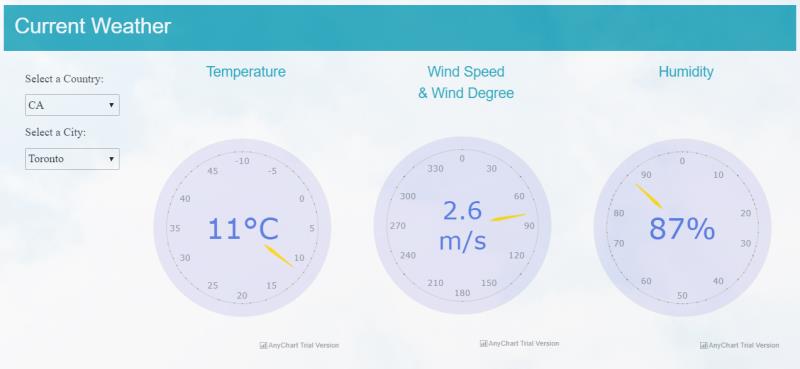 Current Weather
Select a Country:
CA
Select a City:
Toronto
Temperature
-10
-5
0
5
10
15
20
25
30
35
40
45
11°C
AnyChart Trial Version
Wind Speed
& Wind Degree
0
30
60
90
120
150
180
210
240
270
300
330
2.6
m/s
AnyChart Trial Version
Humidity
0
10
20
30
40
50
60
70
80
90
87%
AnyChart Trial Version